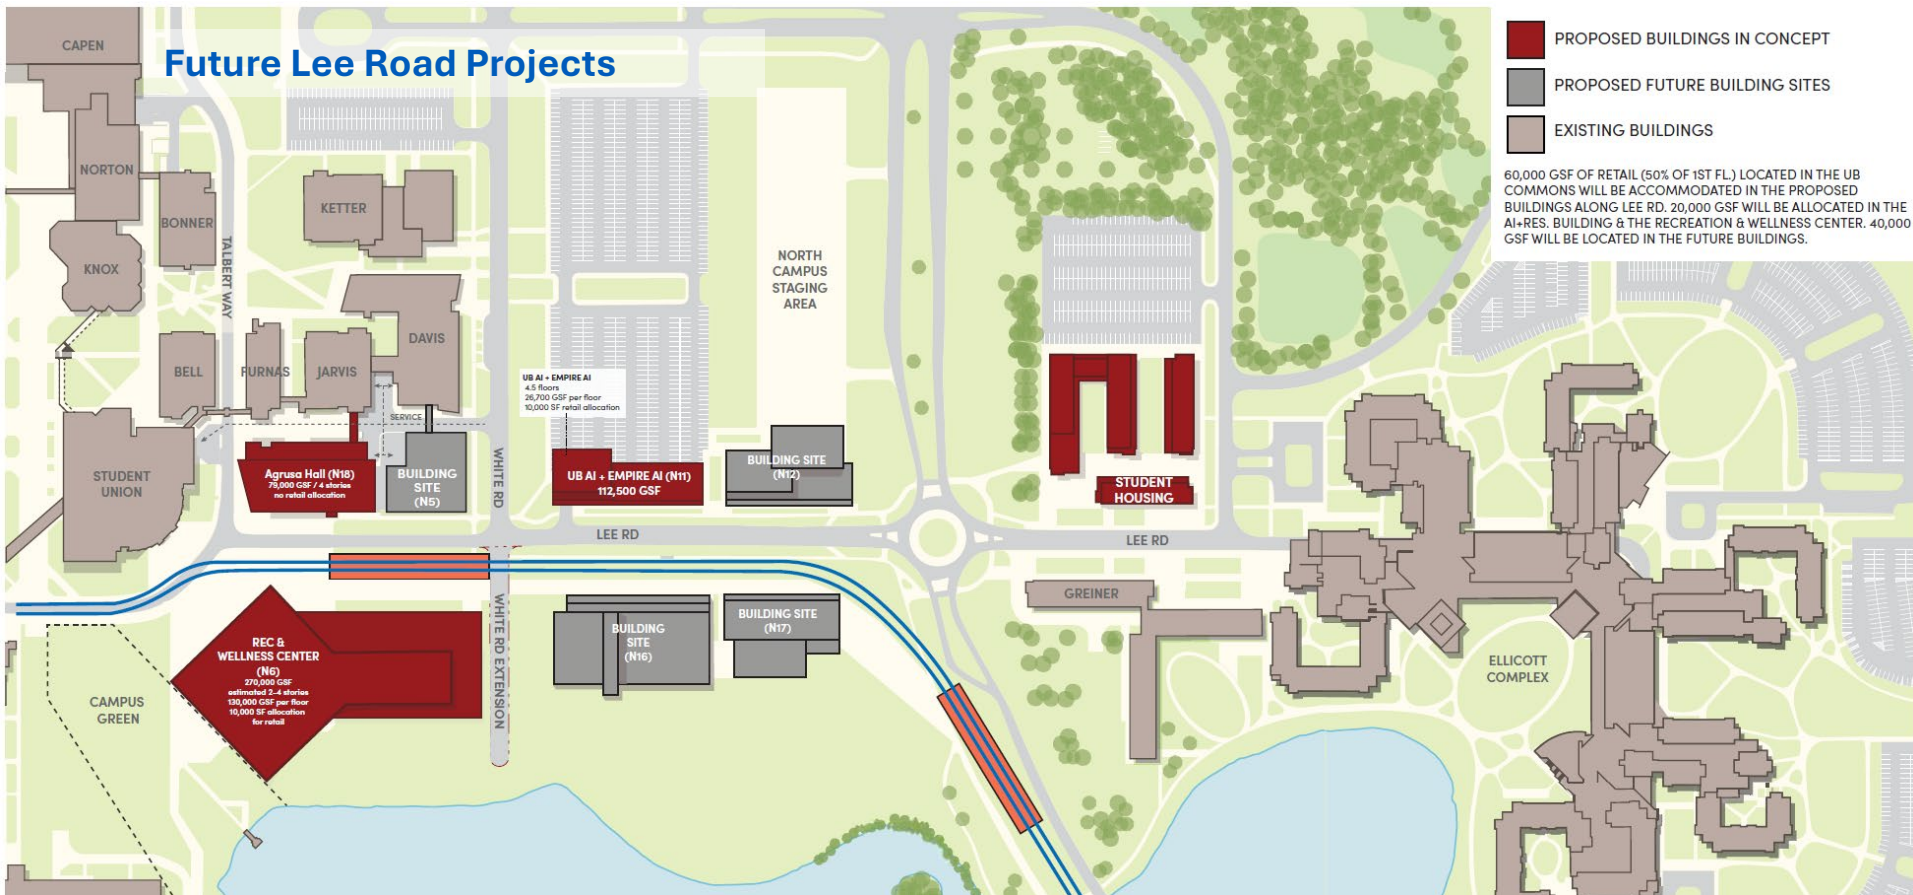 Future Lee Road Projects
PROPOSED BUILDINGS IN CONCEPT
PROPOSED FUTURE BUILDING SITES
EXISTING BUILDINGS
60,000 GSF OF RETAIL (50% OF 1ST FL.) LOCATED IN THE UB
COMMONS WILL BE ACCOMMODATED IN THE PROPOSED
BUILDINGS ALONG LEE RD. 20,000 GSF WILL BE ALLOCATED IN THE
AI+RES. BUILDING & THE RECREATION & WELLNESS CENTER. 40,000
GSF WILL BE LOCATED IN THE FUTURE BUILDINGS.
CAPEN
NORTON
BONNER
KETTER
KNOX
TALBERT WAY
NORTH
CAMPUS
STAGING
AREA
DAVIS
BELL
FURNAS
JARVIS
UB AI + EMPIRE AI
4.5 floors
26,700 GSF per floor
10,000 SF retail allocation
SERVICE
STUDENT
UNION
Agrusa Hall (N18)
79,000 GSF / 4 stories
no retail allocation
BUILDING
SITE
(N5)
WHITE RD
UB AI + EMPIRE AI (N11)
112,500 GSF
BUILDING SITE
(N12)
STUDENT
HOUSING
LEE RD
LEE RD
GREINER
WHITE RD EXTENSION
BUILDING
SITE
(N16)
BUILDING SITE
(N17)
REC &
WELLNESS CENTER
(N6)
270,000 GSF
estimated 2-4 stories
130,000 GSF per floor
10,000 SF allocation
for retail
CAMPUS
GREEN
ELLICOTT
COMPLEX